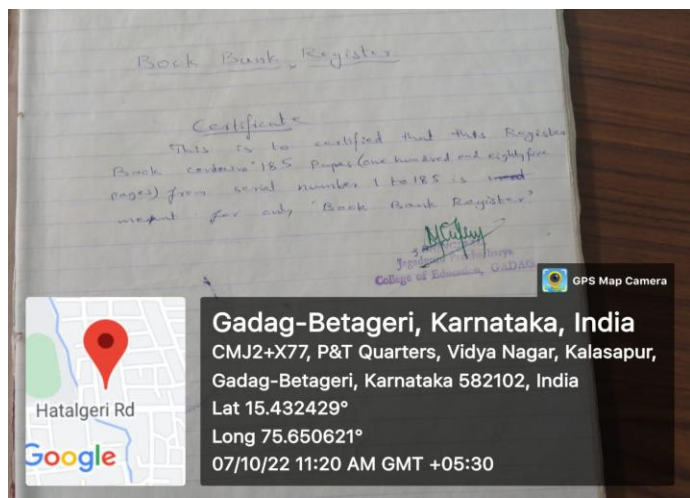 Book Bank Register
Certificate
This is to certified that this Register
Book contains 185 Pages (one hundred and eightyfive
pages) from serial number 1 to 185 is
meant for only 'Book Bank Register'
College of Education, GADAG
GPS Map Camera
Gadag-Betageri, Karnataka, India
CMJ2+X77, P&T Quarters, Vidya Nagar, Kalasapur,
Gadag-Betageri, Karnataka 582102, India
Lat 15.432429°
Long 75.650621°
07/10/22 11:20 AM GMT +05:30
Hatalgeri Rd
Google